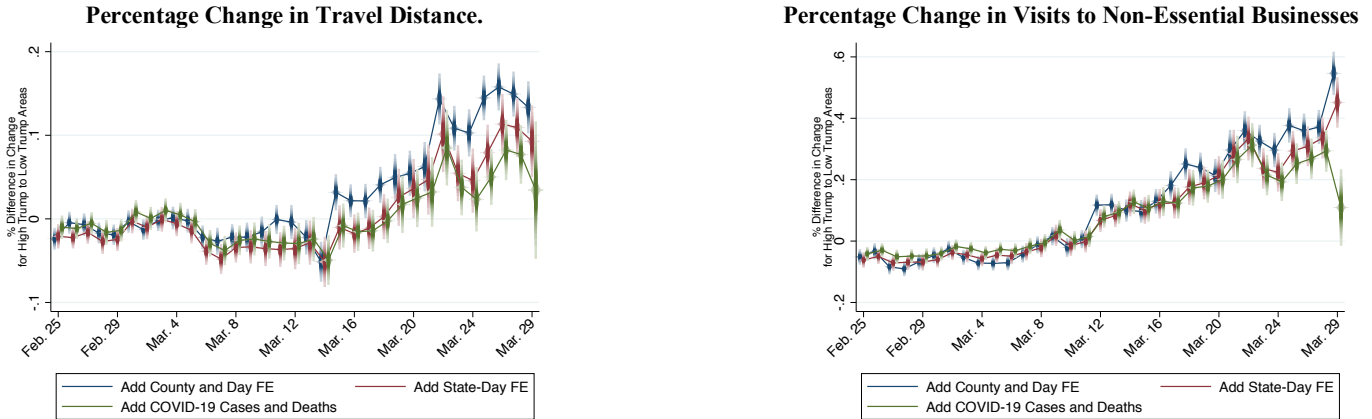 Percentage Change in Travel Distance.
% Difference in Change
for High Trump to Low Trump Areas
.2
.1
0
-.1
Feb. 25
Feb. 29
Mar. 4
Mar. 8
Mar. 12
Mar. 16
Mar. 20
Mar. 24
Mar. 29
Add County and Day FE
Add State-Day FE
Add COVID-19 Cases and Deaths
Percentage Change in Visits to Non-Essential Businesses
% Difference in Change
for High Trump to Low Trump Areas
.6
.4
.2
0
-.2
Feb. 25
Feb. 29
Mar. 4
Mar. 8
Mar. 12
Mar. 16
Mar. 20
Mar. 24
Mar. 29
Add County and Day FE
Add State-Day FE
Add COVID-19 Cases and Deaths